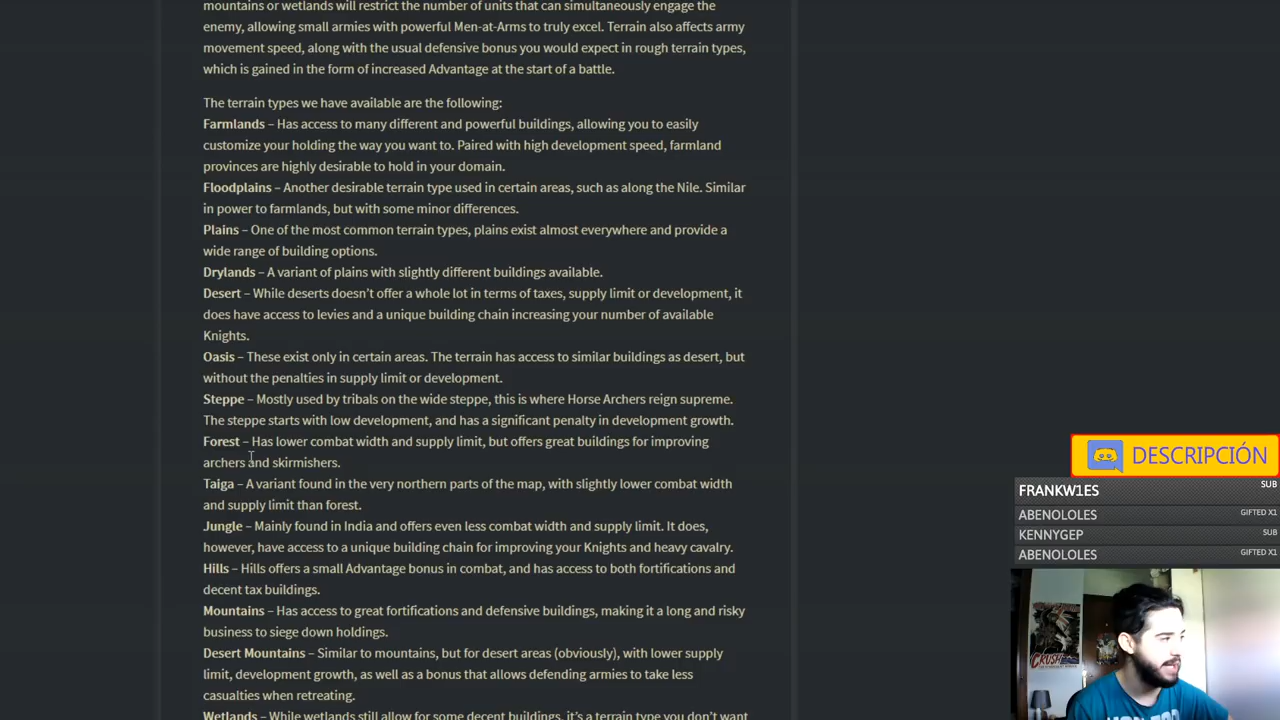 mountains or wetlands will restrict the number of units that can simultaneously engage the
enemy, allowing small armies with powerful Men-at-Arms to truly excel. Terrain also affects army
movement speed, along with the usual defensive bonus you would expect in rough terrain types,
which is gained in the form of increased Advantage at the start of a battle.
The terrain types we have available are the following:
Farmlands – Has access to many different and powerful buildings, allowing you to easily
customize your holding the way you want to. Paired with high development speed, farmland
provinces are highly desirable to hold in your domain.
Floodplains – Another desirable terrain type used in certain areas, such as along the Nile. Similar
in power to farmlands, but with some minor differences.
Plains – One of the most common terrain types, plains exist almost everywhere and provide a
wide range of building options.
Drylands – A variant of plains with slightly different buildings available.
Desert – While deserts doesn't offer a whole lot in terms of taxes, supply limit or development, it
does have access to levies and a unique building chain increasing your number of available
Knights.
Oasis – These exist only in certain areas. The terrain has access to similar buildings as desert, but
without the penalties in supply limit or development.
Steppe – Mostly used by tribals on the wide steppe, this is where Horse Archers reign supreme.
The steppe starts with low development, and has a significant penalty in development growth.
Forest – Has lower combat width and supply limit, but offers great buildings for improving
archers and skirmishers.
Taiga – A variant found in the very northern parts of the map, with slightly lower combat width
and supply limit than forest.
Jungle – Mainly found in India and offers even less combat width and supply limit. It does,
however, have access to a unique building chain for improving your Knights and heavy cavalry.
Hills – Hills offers a small Advantage bonus in combat, and has access to both fortifications and
decent tax buildings.
Mountains – Has access to great fortifications and defensive buildings, making it a long and risky
business to siege down holdings.
Desert Mountains – Similar to mountains, but for desert areas (obviously), with lower supply
limit, development growth, as well as a bonus that allows defending armies to take less
casualties when retreating.
Wetlands – While wetlands still allow for some decent buildings, it's a terrain type you don't want
DESCRIPCIÓN
FRANKW1ES SUB
ABENOLOLES GIFTED X1
KENNYGEP SUB
ABENOLOLES GIFTED X1
CRUSH